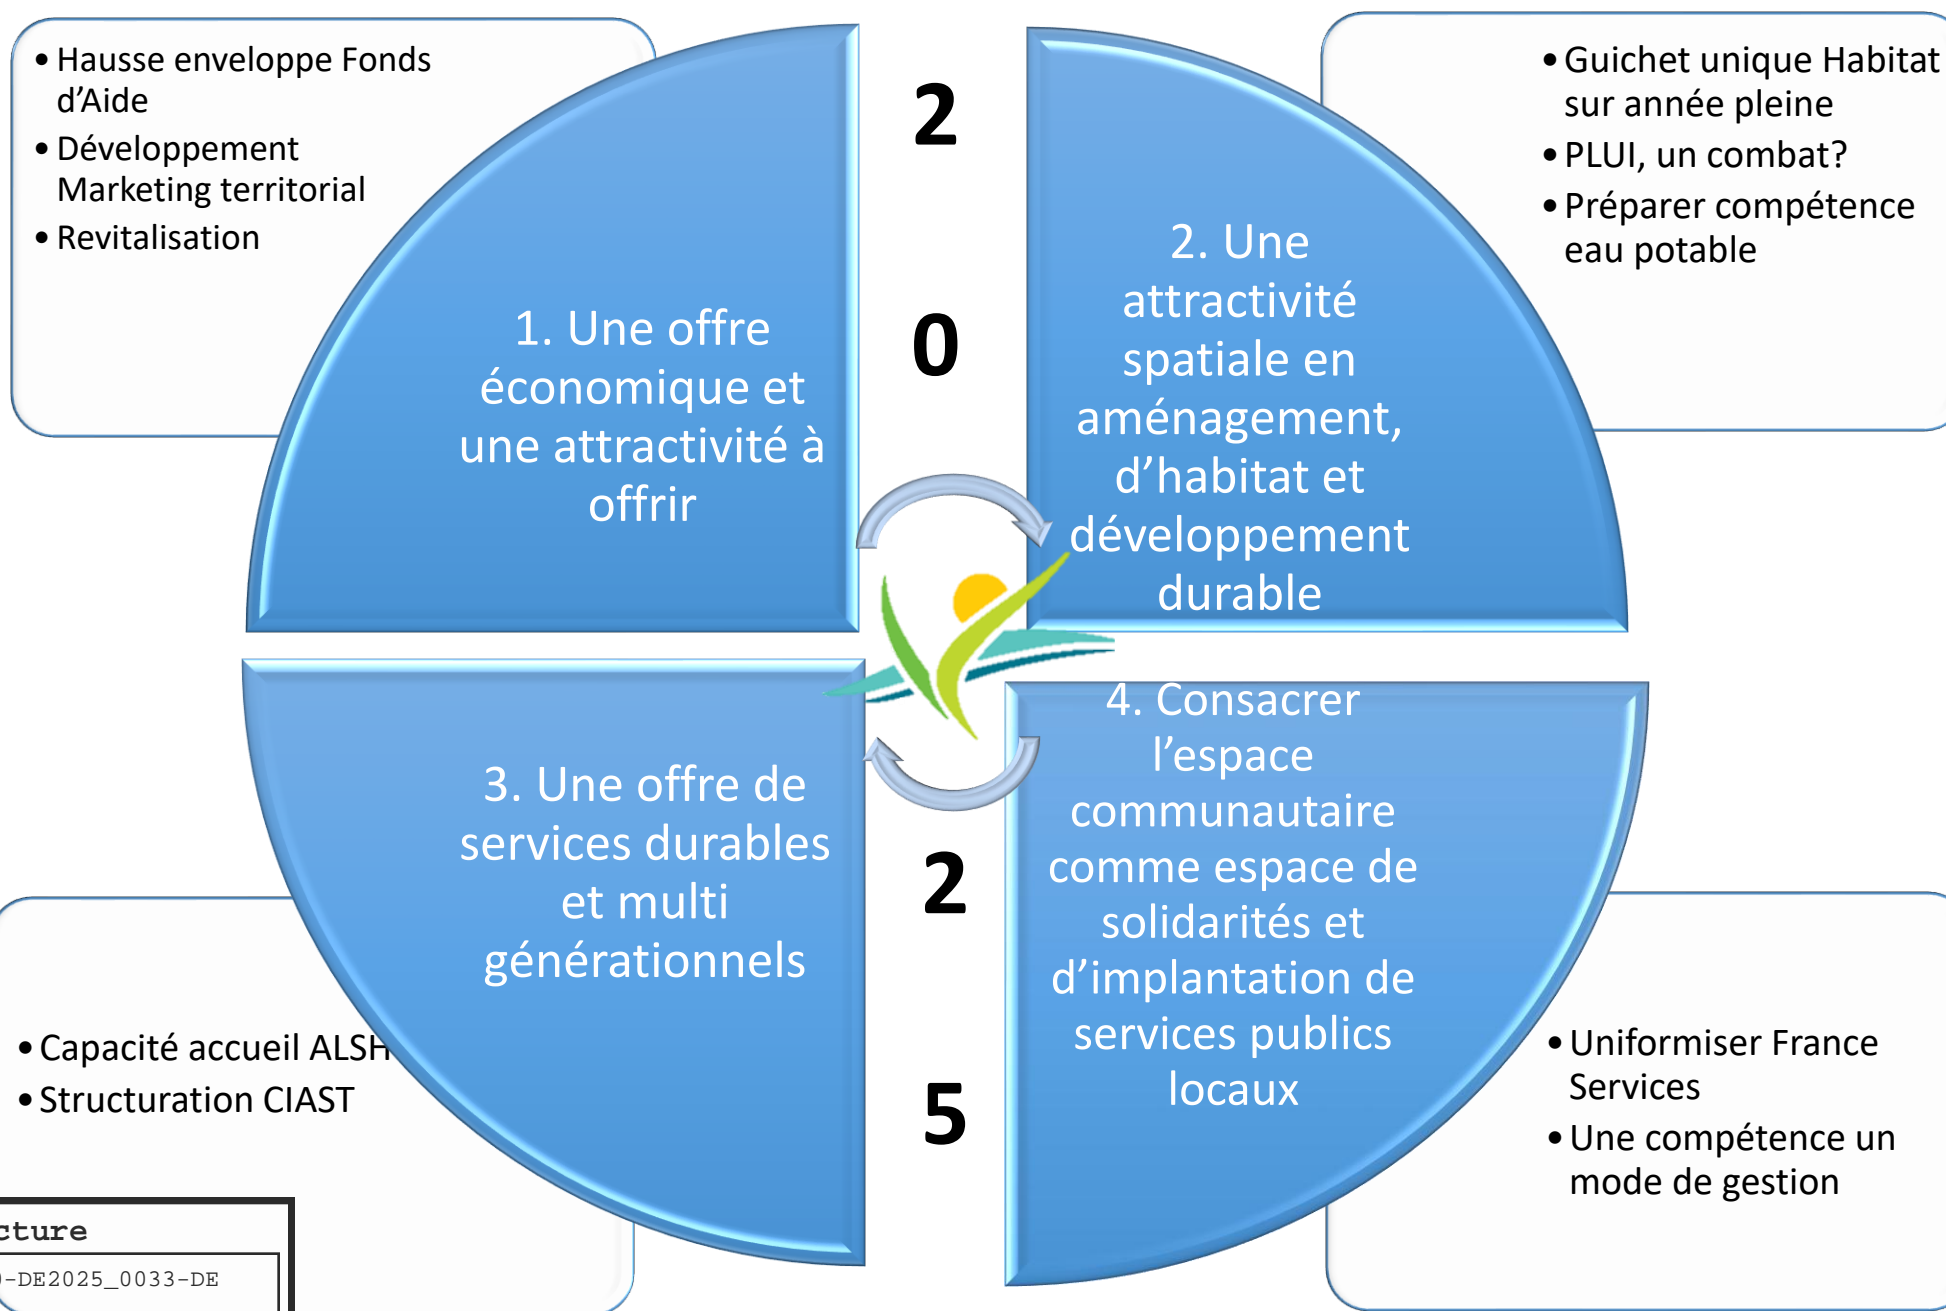 • Hausse enveloppe Fonds
d’Aide
• Développement
Marketing territorial
• Revitalisation
1. Une offre
économique et
une attractivité à
offrir
2
0
2
5
2. Une
attractivité
spatiale en
aménagement,
d’habitat et
développement
durable
• Guichet unique Habitat
sur année pleine
• PLUI, un combat?
• Préparer compétence
eau potable
3. Une offre de
services durables
et multi
générationnels
• Capacité accueil ALSH
• Structuration CIAST
4. Consacrer
l’espace
communautaire
comme espace de
solidarités et
d’implantation de
services publics
locaux
• Uniformiser France
Services
• Une compétence un
mode de gestion
cture
-DE2025_0033-DE